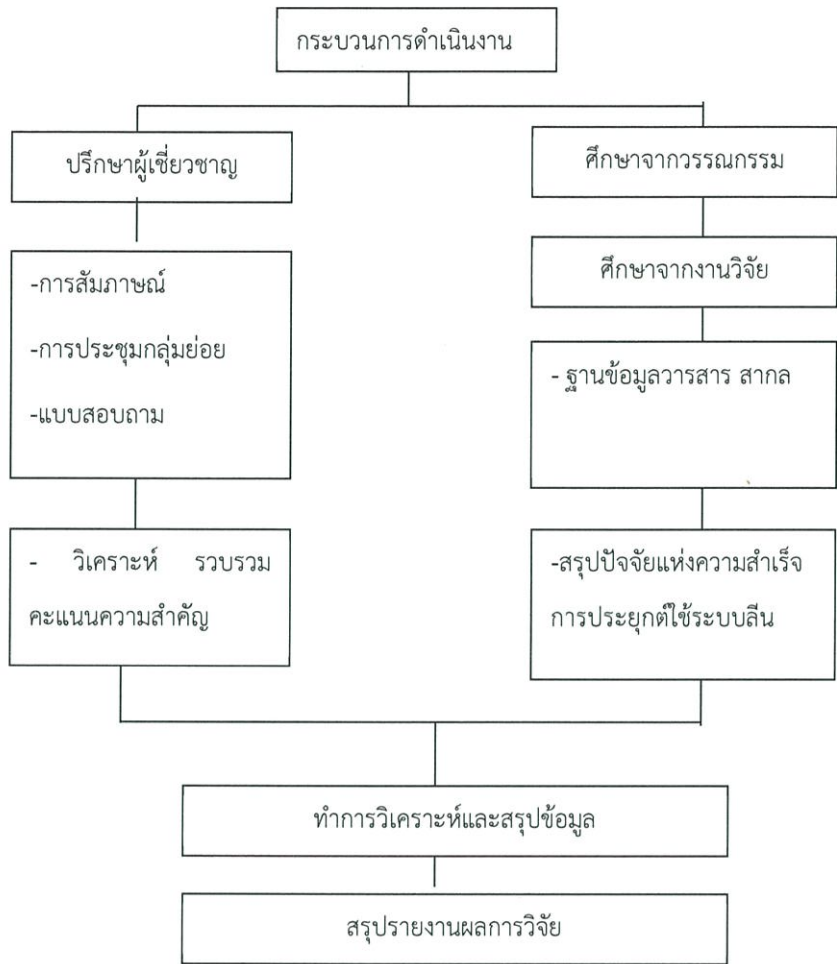 กระบวนการดำเนินงาน
ปรึกษาผู้เชี่ยวชาญ
-การสัมภาษณ์
-การประชุมกลุ่มย่อย
-แบบสอบถาม
- วิเคราะห์ รวบรวม
คะแนนความสำคัญ
ศึกษาจากวรรณกรรม
ศึกษาจากงานวิจัย
- ฐานข้อมูลวารสาร สากล
-สรุปปัจจัยแห่งความสำเร็จ
การประยุกต์ใช้ระบบลีน
ทำการวิเคราะห์และสรุปข้อมูล
สรุปรายงานผลการวิจัย